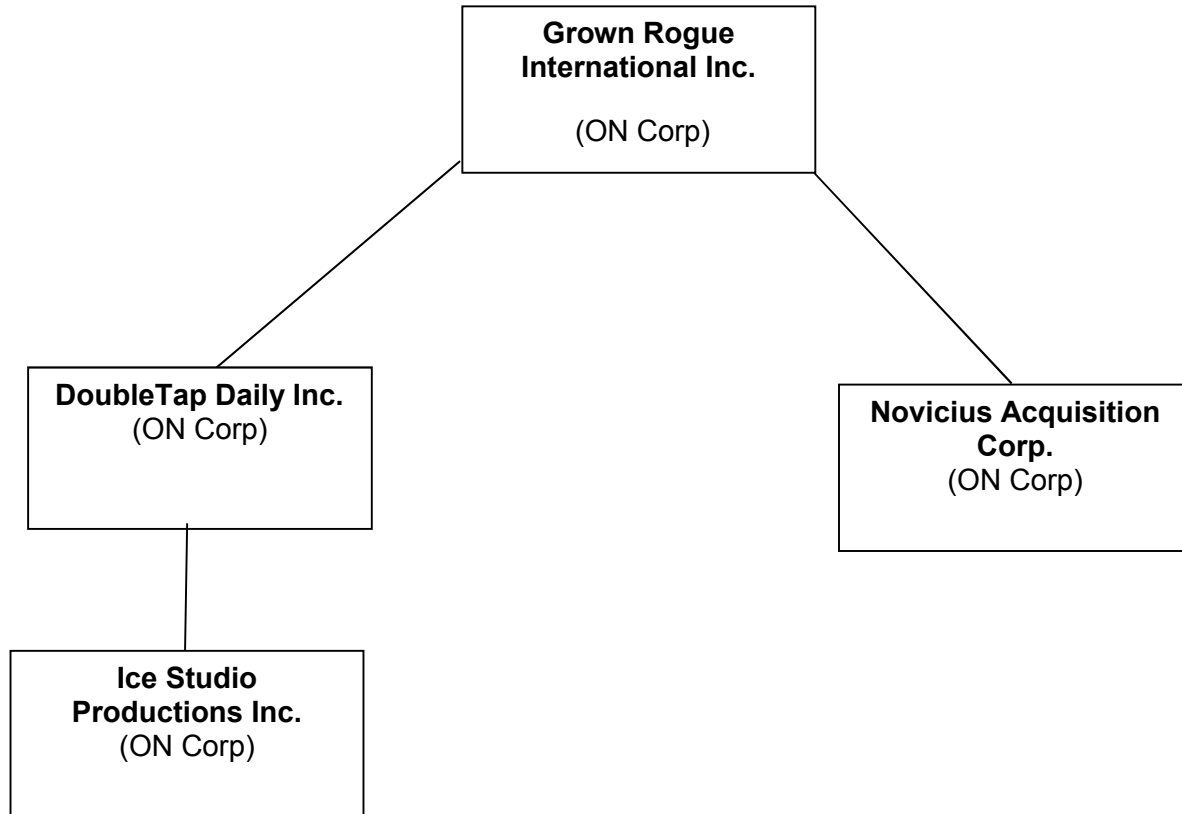 Grown Rogue
International Inc.
(ON Corp)
DoubleTap Daily Inc.
(ON Corp)
Novicius Acquisition
Corp.
(ON Corp)
Ice Studio
Productions Inc.
(ON Corp)